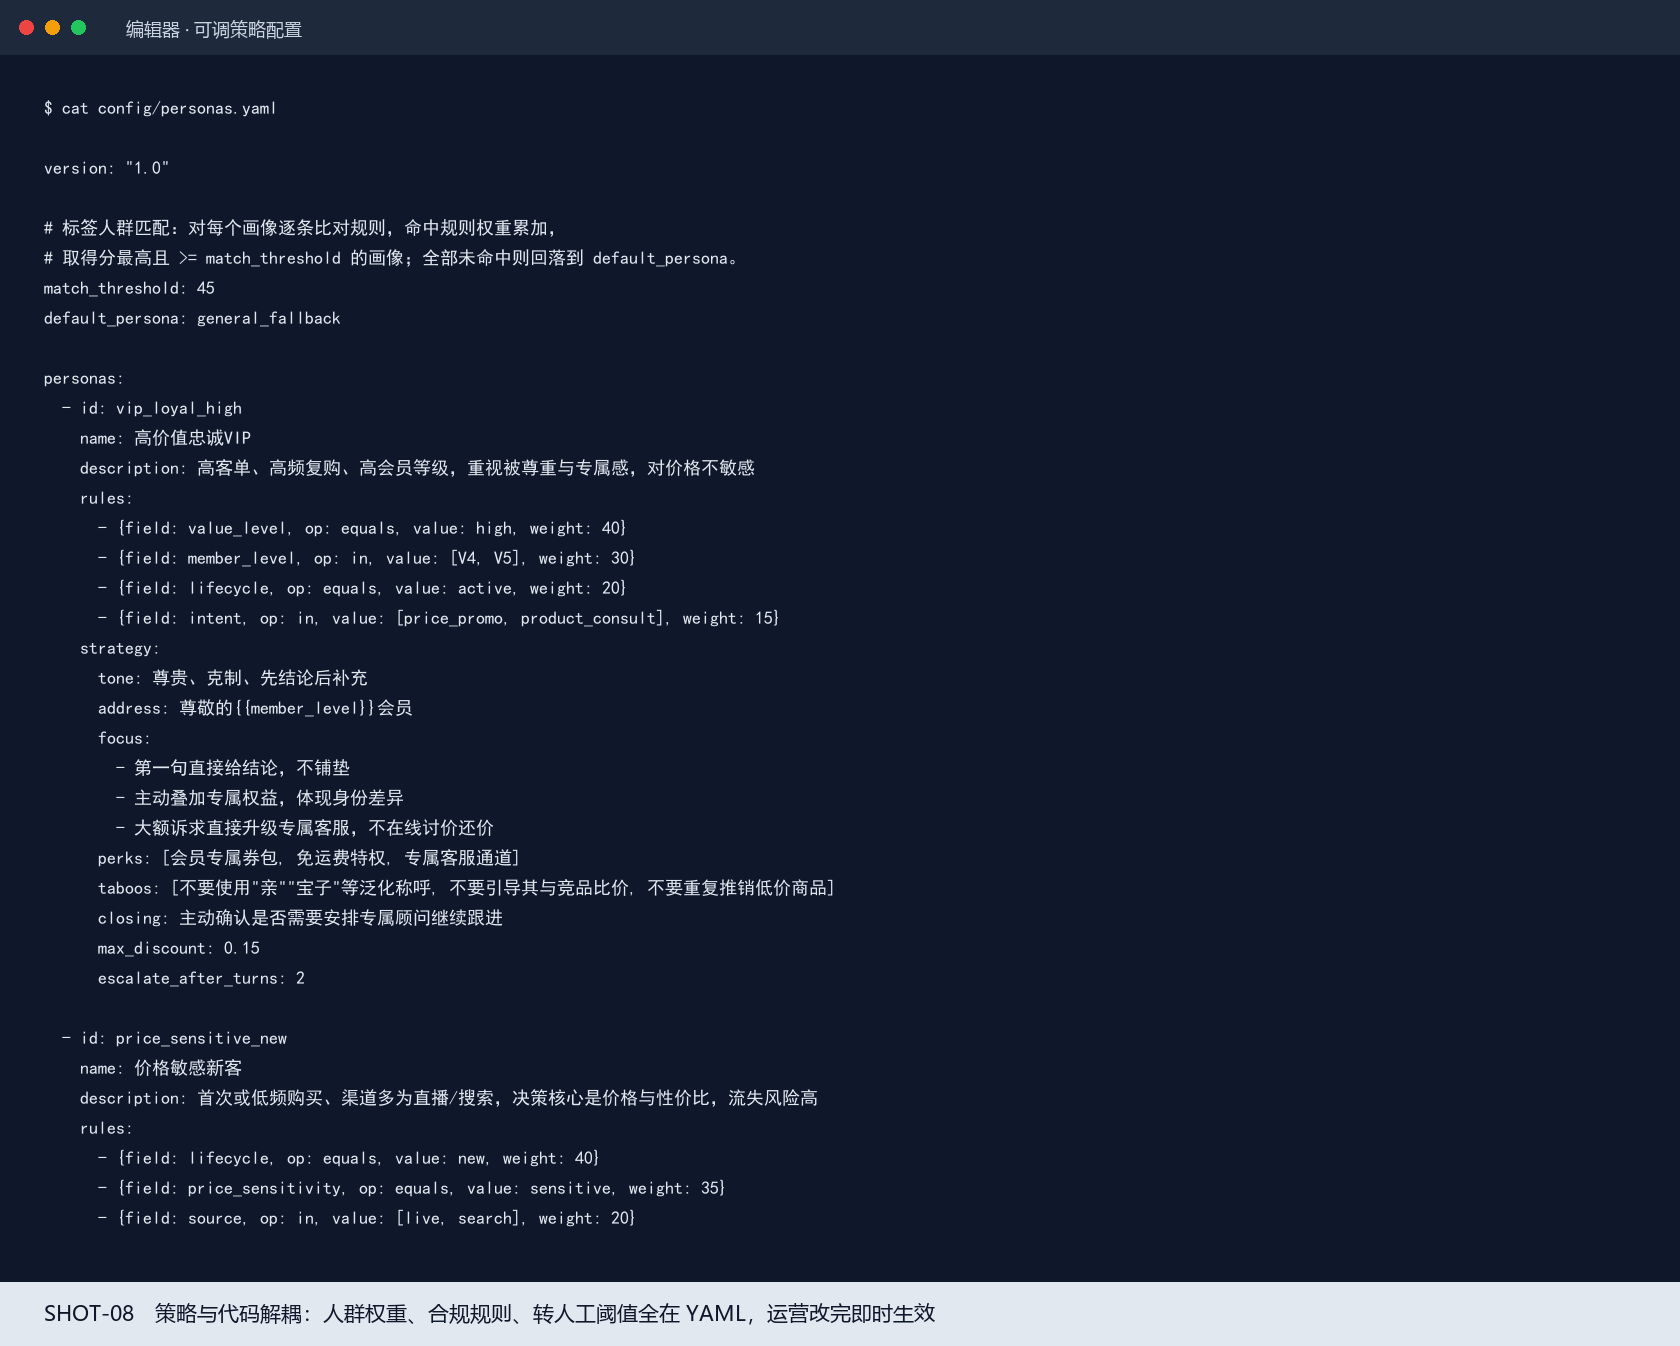 编辑器 · 可调策略配置
$ cat config/personas.yaml
version: "1.0"
# 标签人群匹配：对每个画像逐条比对规则，命中规则权重累加，
# 取得分最高且 >= match_threshold 的画像；全部未命中则回落到 default_persona。
match_threshold: 45
default_persona: general_fallback
personas:
  - id: vip_loyal_high
    name: 高价值忠诚VIP
    description: 高客单、高频复购、高会员等级，重视被尊重与专属感，对价格不敏感
    rules:
      - {field: value_level, op: equals, value: high, weight: 40}
      - {field: member_level, op: in, value: [V4, V5], weight: 30}
      - {field: lifecycle, op: equals, value: active, weight: 20}
      - {field: intent, op: in, value: [price_promo, product_consult], weight: 15}
    strategy:
      tone: 尊贵、克制、先结论后补充
      address: 尊敬的{{member_level}}会员
      focus:
        - 第一句直接给结论，不铺垫
        - 主动叠加专属权益，体现身份差异
        - 大额诉求直接升级专属客服，不在线讨价还价
      perks: [会员专属券包, 免运费特权, 专属客服通道]
      taboos: [不要使用"亲""宝子"等泛化称呼, 不要引导其与竞品比价, 不要重复推销低价商品]
      closing: 主动确认是否需要安排专属顾问继续跟进
      max_discount: 0.15
      escalate_after_turns: 2
  - id: price_sensitive_new
    name: 价格敏感新客
    description: 首次或低频购买、渠道多为直播/搜索，决策核心是价格与性价比，流失风险高
    rules:
      - {field: lifecycle, op: equals, value: new, weight: 40}
      - {field: price_sensitivity, op: equals, value: sensitive, weight: 35}
      - {field: source, op: in, value: [live, search], weight: 20}
SHOT-08 策略与代码解耦：人群权重、合规规则、转人工阈值全在 YAML，运营改完即时生效